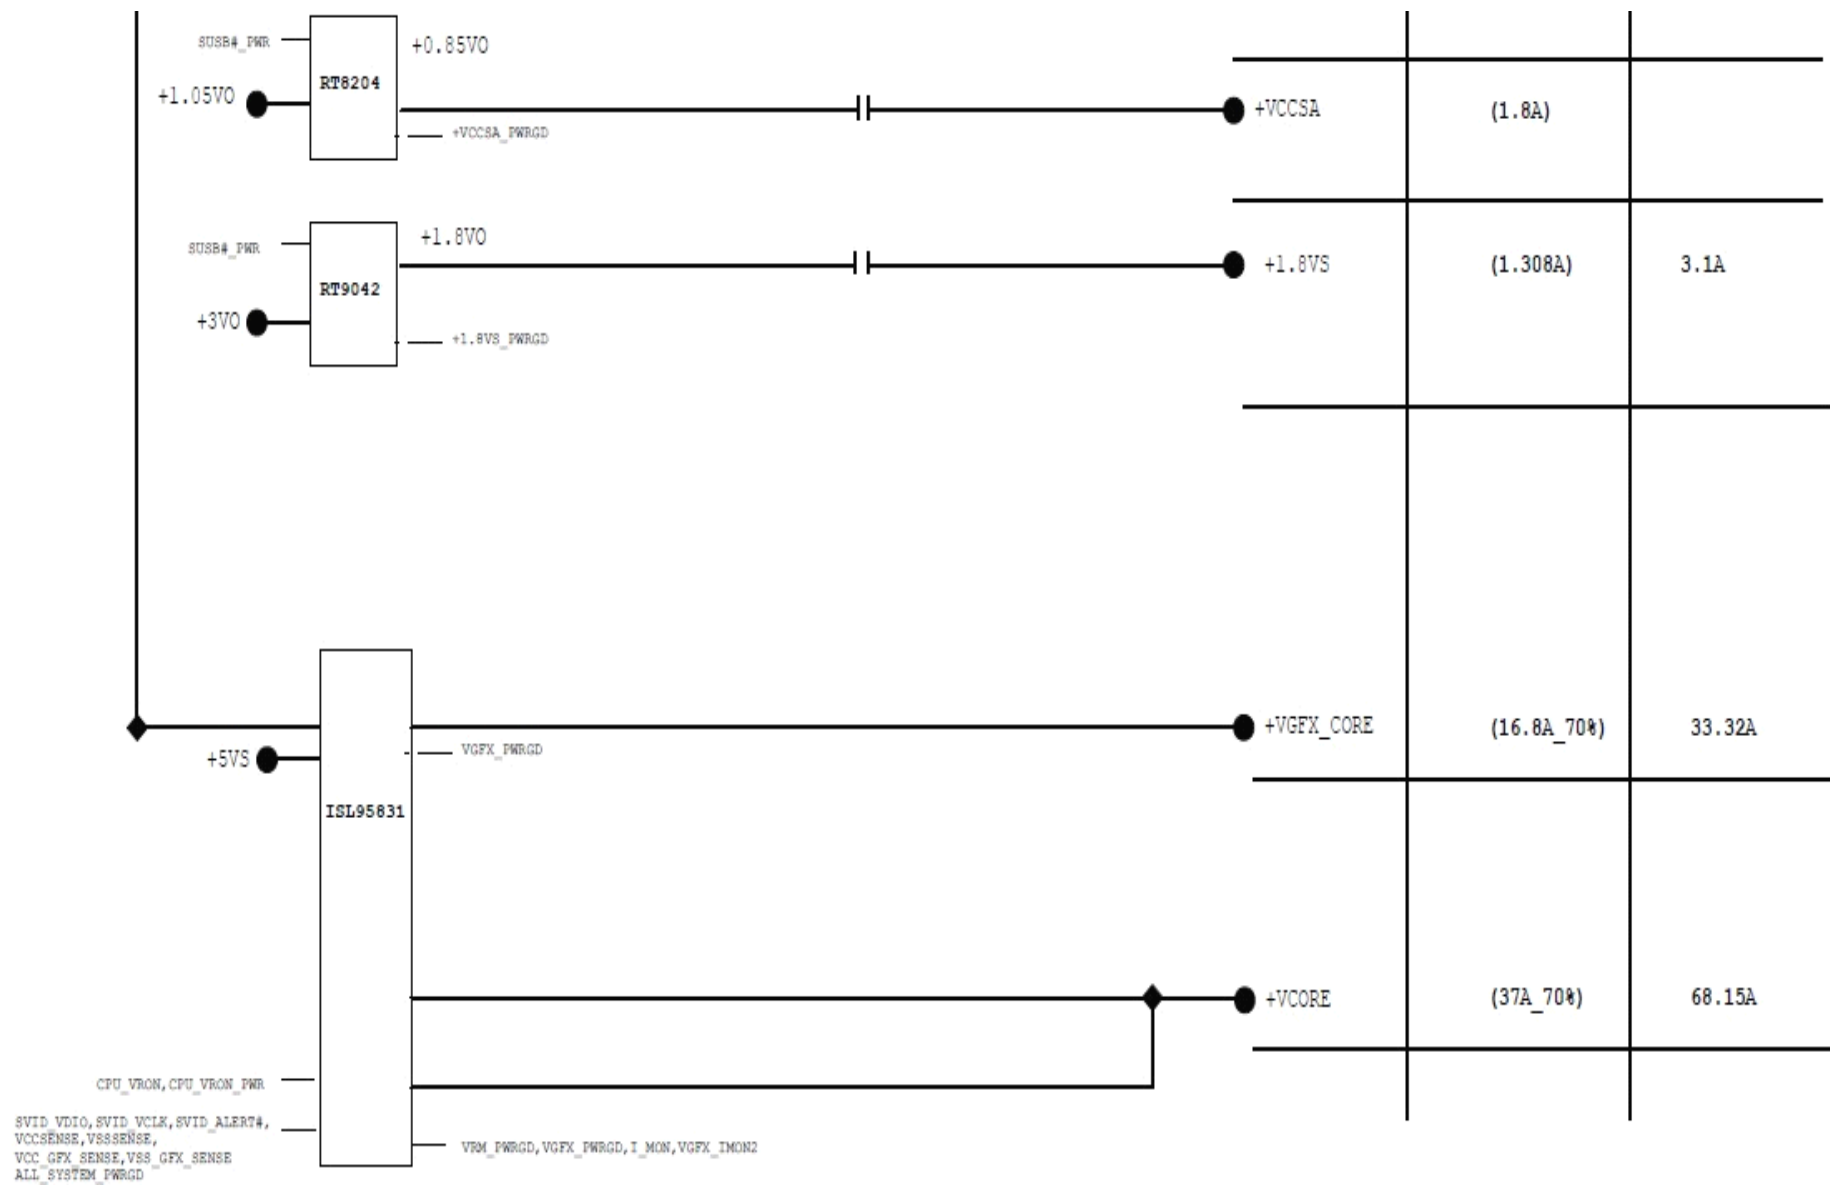 SUSB#_PWR
+0.85VO
RT8204
+1.05VO
+VCCSA
(1.8A)
+VCCSA_PWRGD
+1.8VO
SUSB#_PWR
+1.8VS
(1.308A)
3.1A
RT9042
+3VO
+1.8VS_PWRGD
+VGFX_CORE
(16.8A_70%)
33.32A
VGFX_PWRGD
+5VS
ISL95831
+VCORE
(37A_70%)
68.15A
CPU_VRON,CPU_VRON_PWR
SVID_VDIO,SVID_VCLK,SVID_ALERT#,
VCCSENSE,VSSSENSE,
VCC_GFX_SENSE,VSS_GFX_SENSE
ALL_SYSTEM_PWRGD
VRM_PWRGD,VGFX_PWRGD,I_MON,VGFX_IMON2